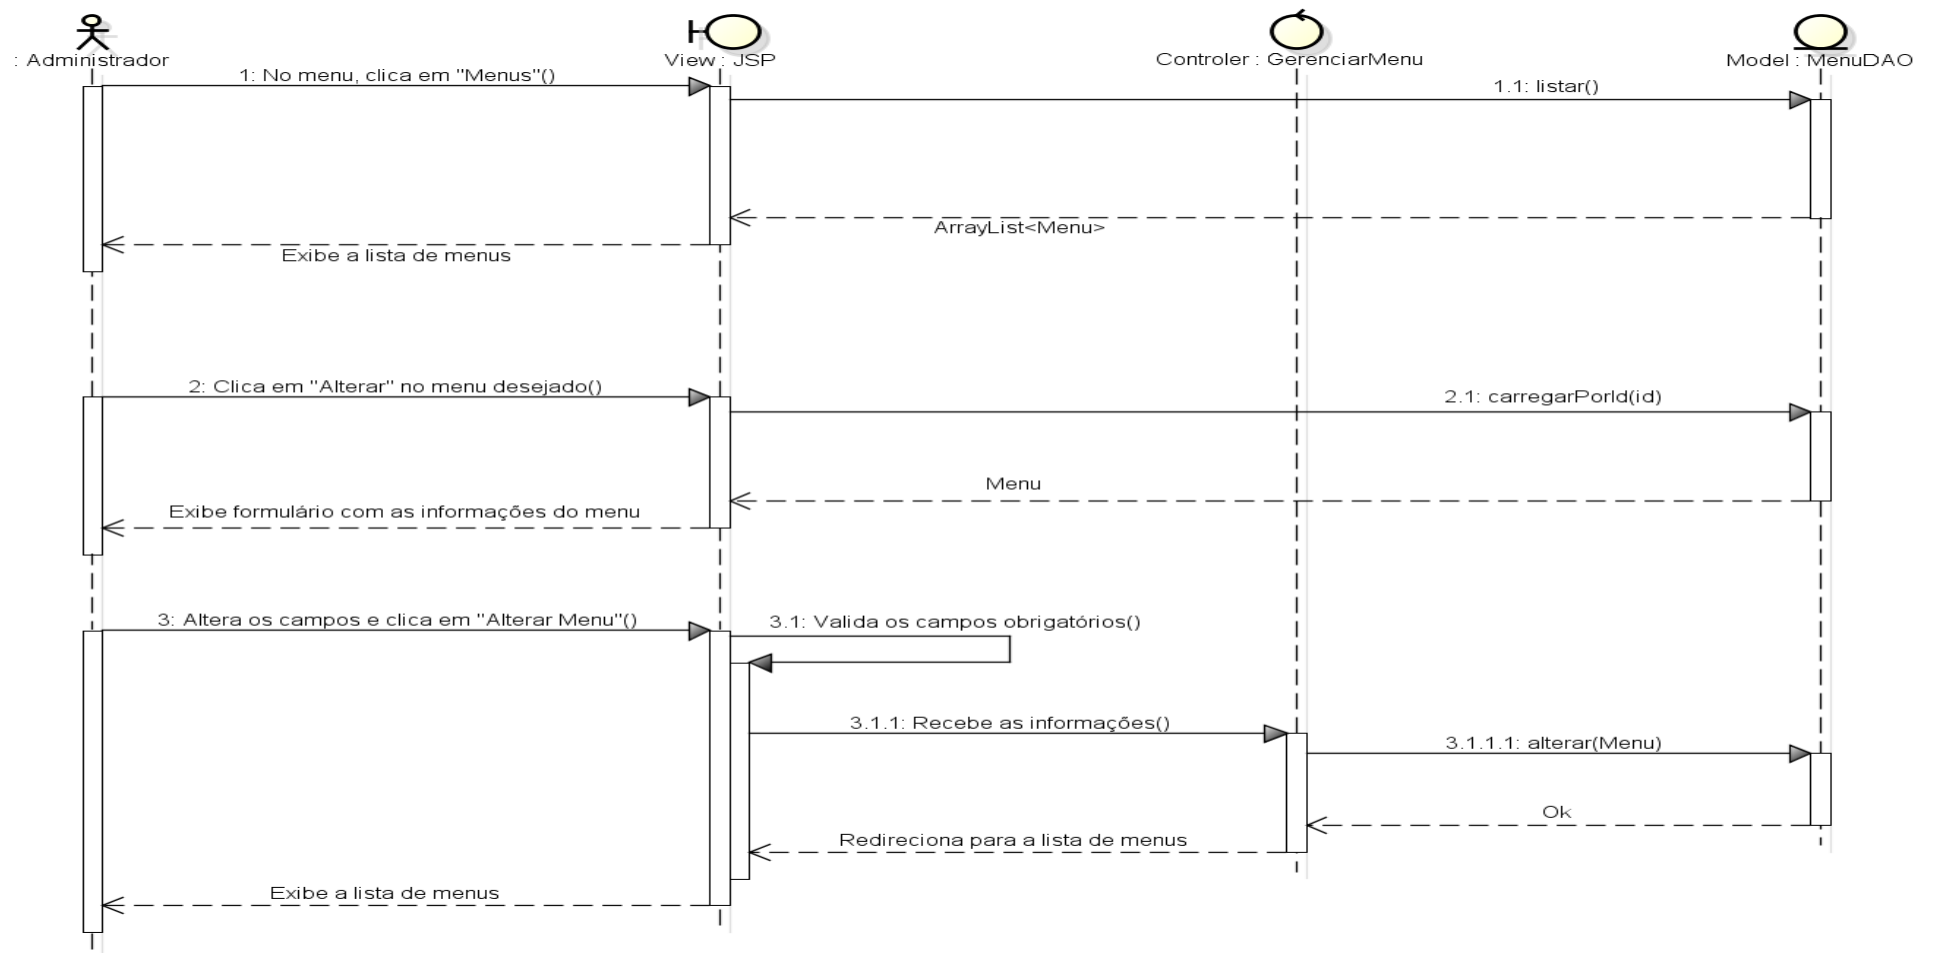 : Administrador
View : JSP
Controler : GerenciarMenu
Model : MenuDAO
1: No menu, clica em "Menus"()
1.1: listar()
ArrayList<Menu>
Exibe a lista de menus
2: Clica em "Alterar" no menu desejado()
2.1: carregarPorId(id)
Menu
Exibe formulário com as informações do menu
3: Altera os campos e clica em "Alterar Menu"()
3.1: Valida os campos obrigatórios()
3.1.1: Recebe as informações()
3.1.1.1: alterar(Menu)
Ok
Redireciona para a lista de menus
Exibe a lista de menus